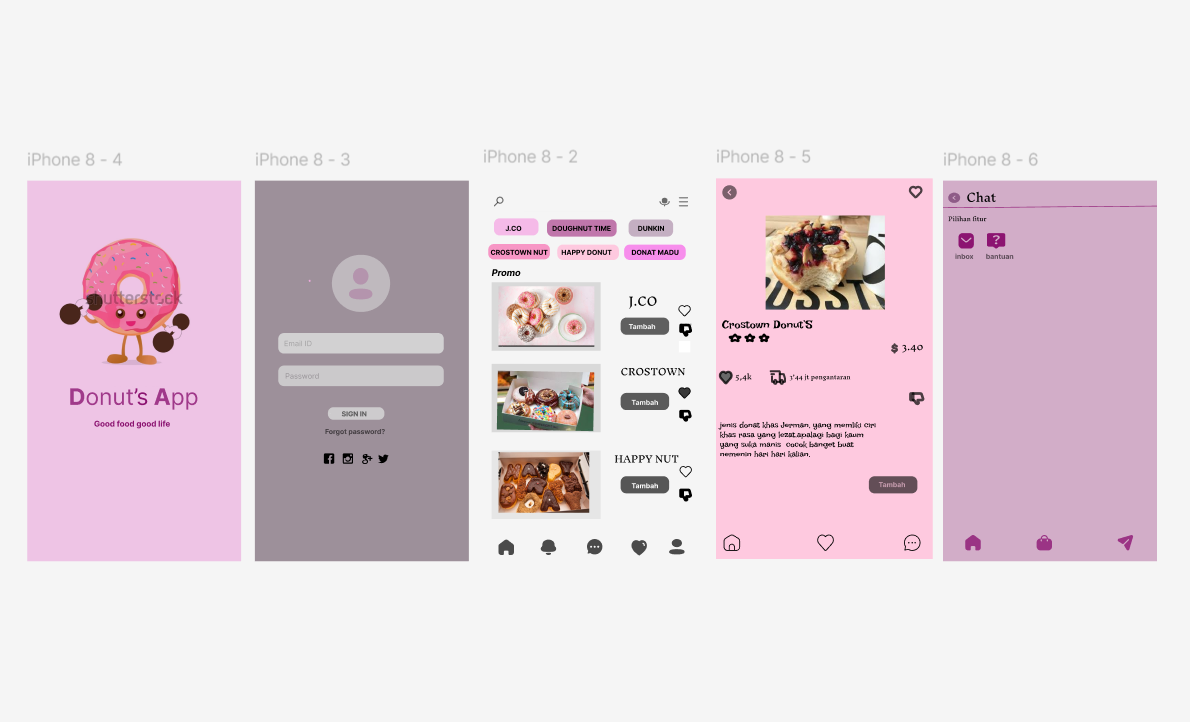 iPhone 8 - 4
shutterstock
Donut's App
Good food good life
iPhone 8 - 3
Email ID
Password
SIGN IN
Forgot password?
iPhone 8 - 2
J.CO
DOUGHNUT TIME
DUNKIN
CROSTOWN NUT
HAPPY DONUT
DONAT MADU
Promo
J.CO
Tambah
CROSTOWN
Tambah
HAPPY NUT
Tambah
iPhone 8 - 5
Crostown Donut'S
$ 3.40
5,4k
1'44 jt pengantaran
jenis donat khas Jerman, yang memiliki ciri
khas rasa yang lezat,apalagi bagi kaum
yang suka manis cocok banget buat
nemenin hari hari kalian.
Tambah
iPhone 8 - 6
Chat
Pilihan fitur
inbox
bantuan